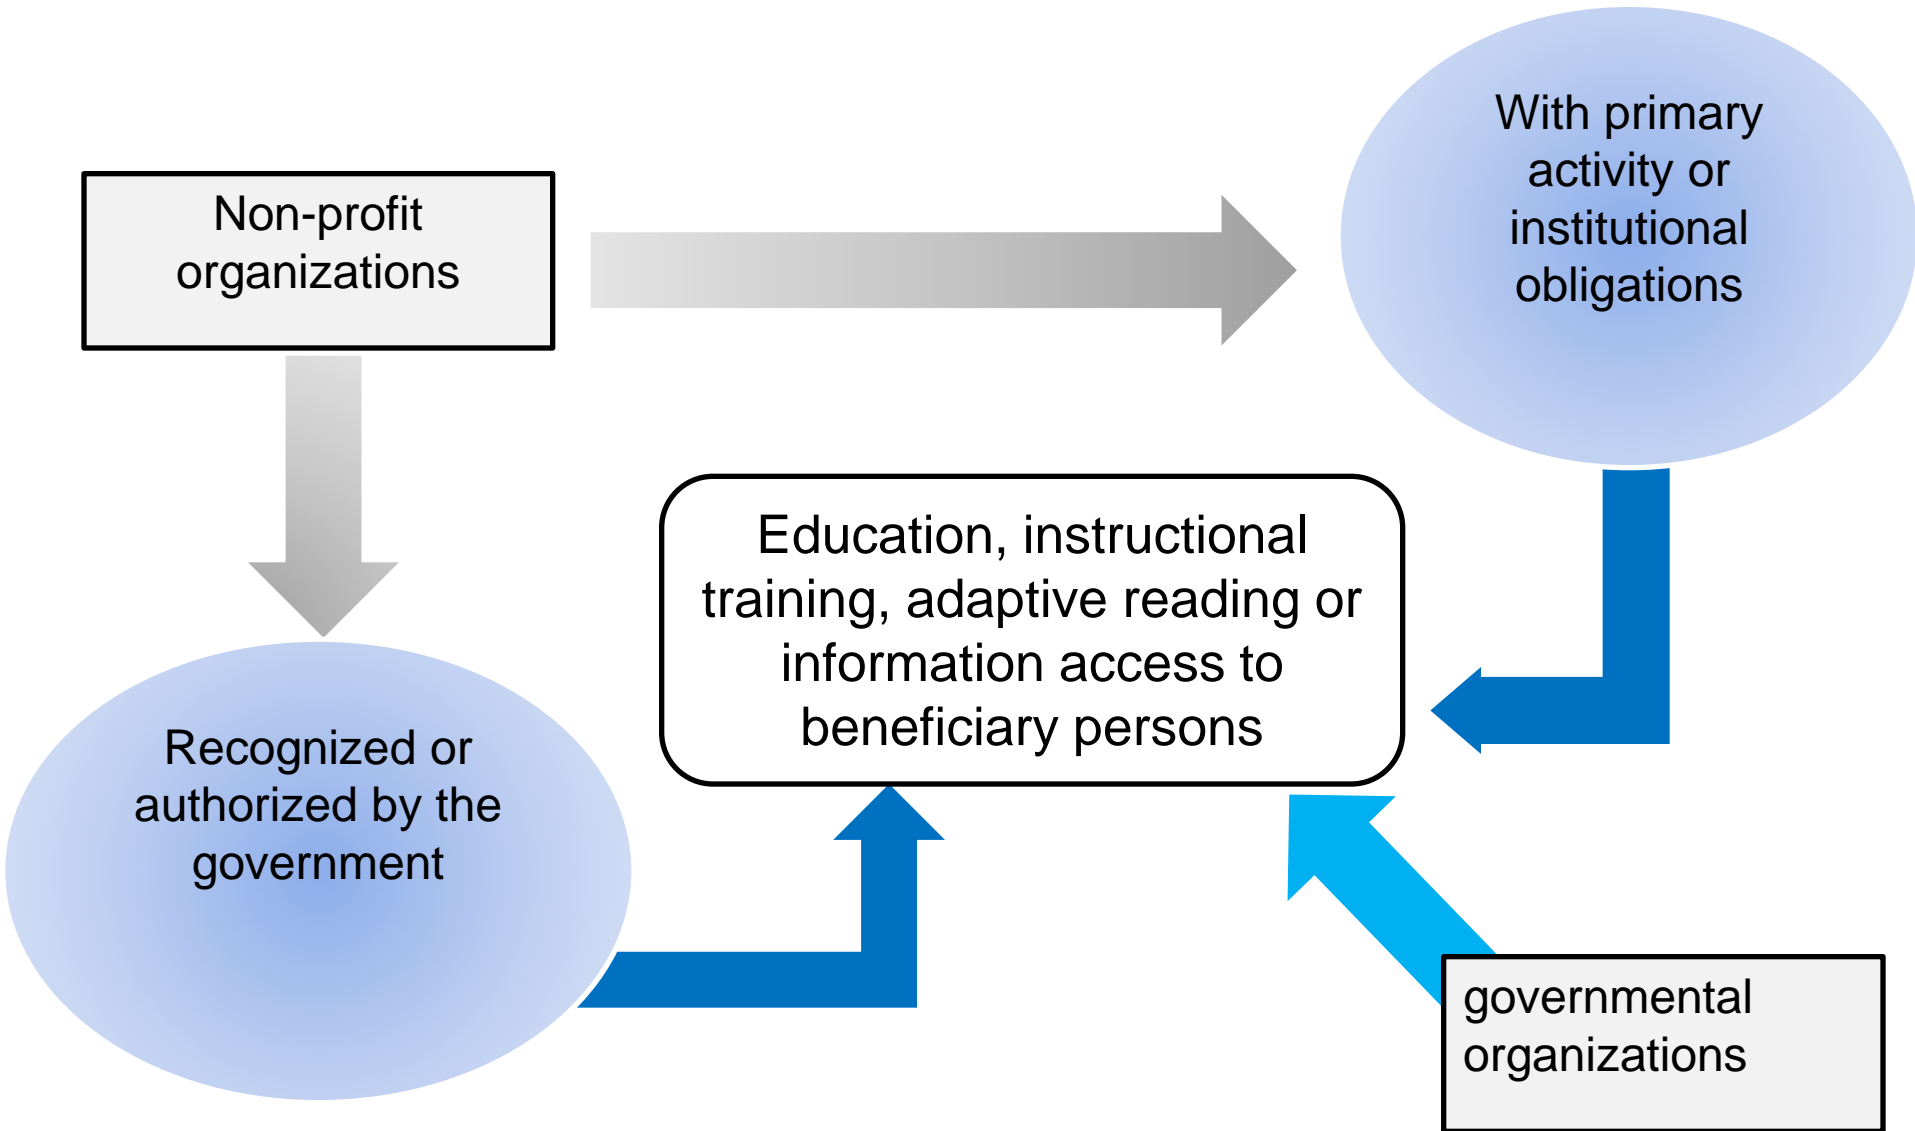 Non-profit
organizations
With primary
activity or
institutional
obligations
Education, instructional
training, adaptive reading or
information access to
beneficiary persons
Recognized or
authorized by the
government
governmental
organizations